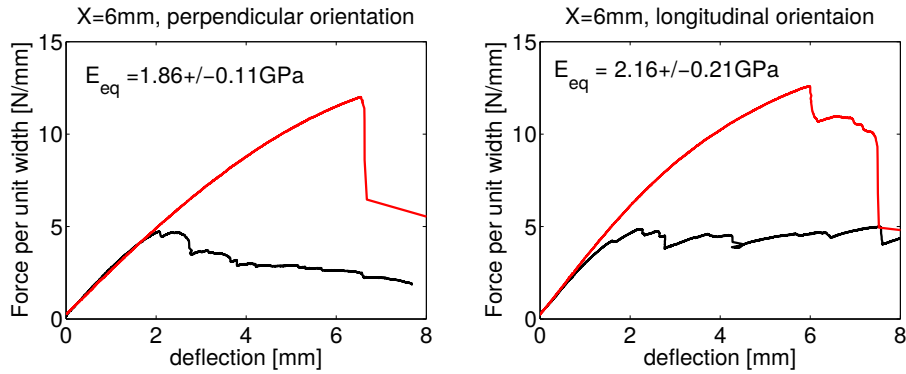 X=6mm, perpendicular orientation
Force per unit width [N/mm]
15
10
5
0
E_eq =1.86+/-0.11GPa
0 2 4 6 8
deflection [mm]
X=6mm, longitudinal orientaion
Force per unit width [N/mm]
15
10
5
0
E_eq = 2.16+/-0.21GPa
0 2 4 6 8
deflection [mm]